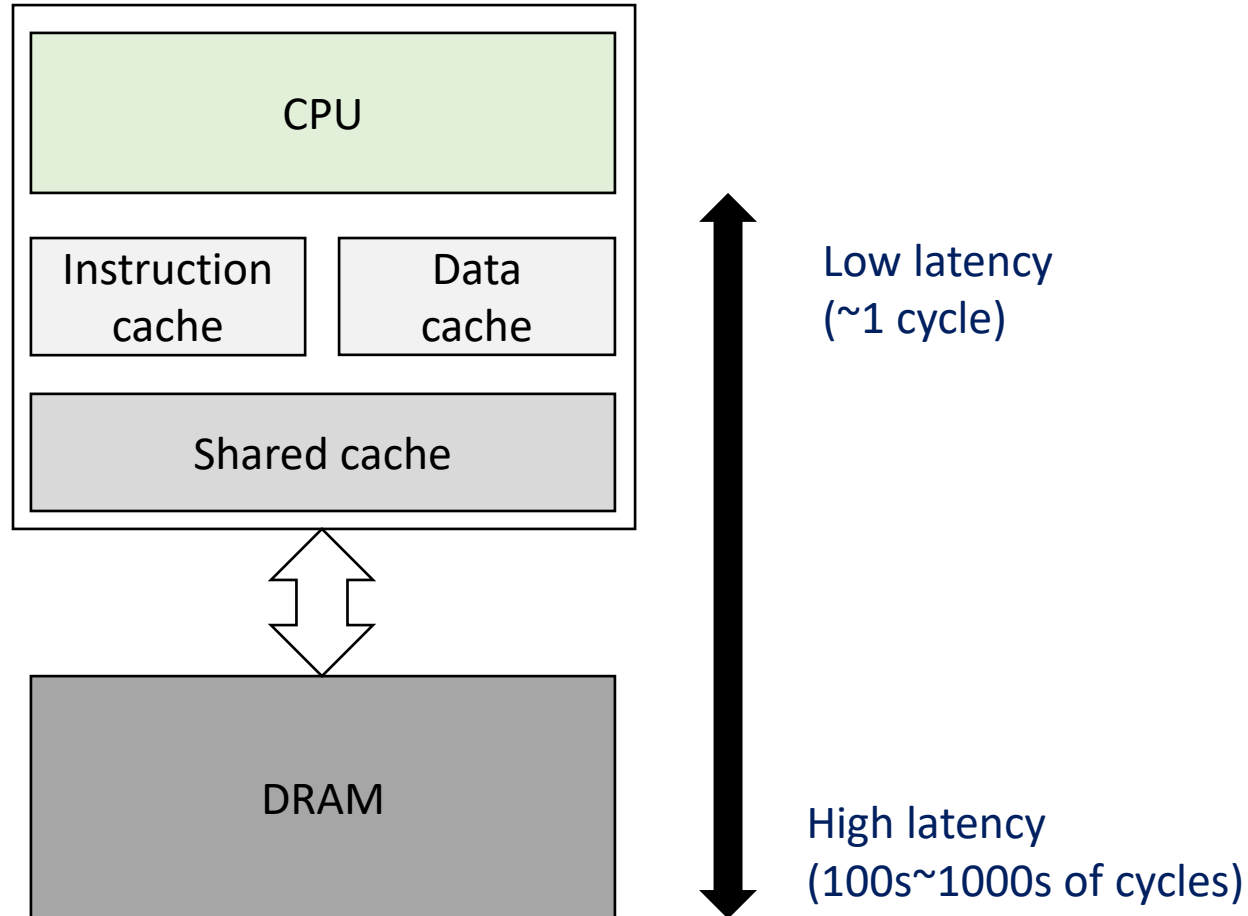 CPU
Instruction
cache
Data
cache
Shared cache
Low latency
(~1 cycle)
DRAM
High latency
(100s~1000s of cycles)